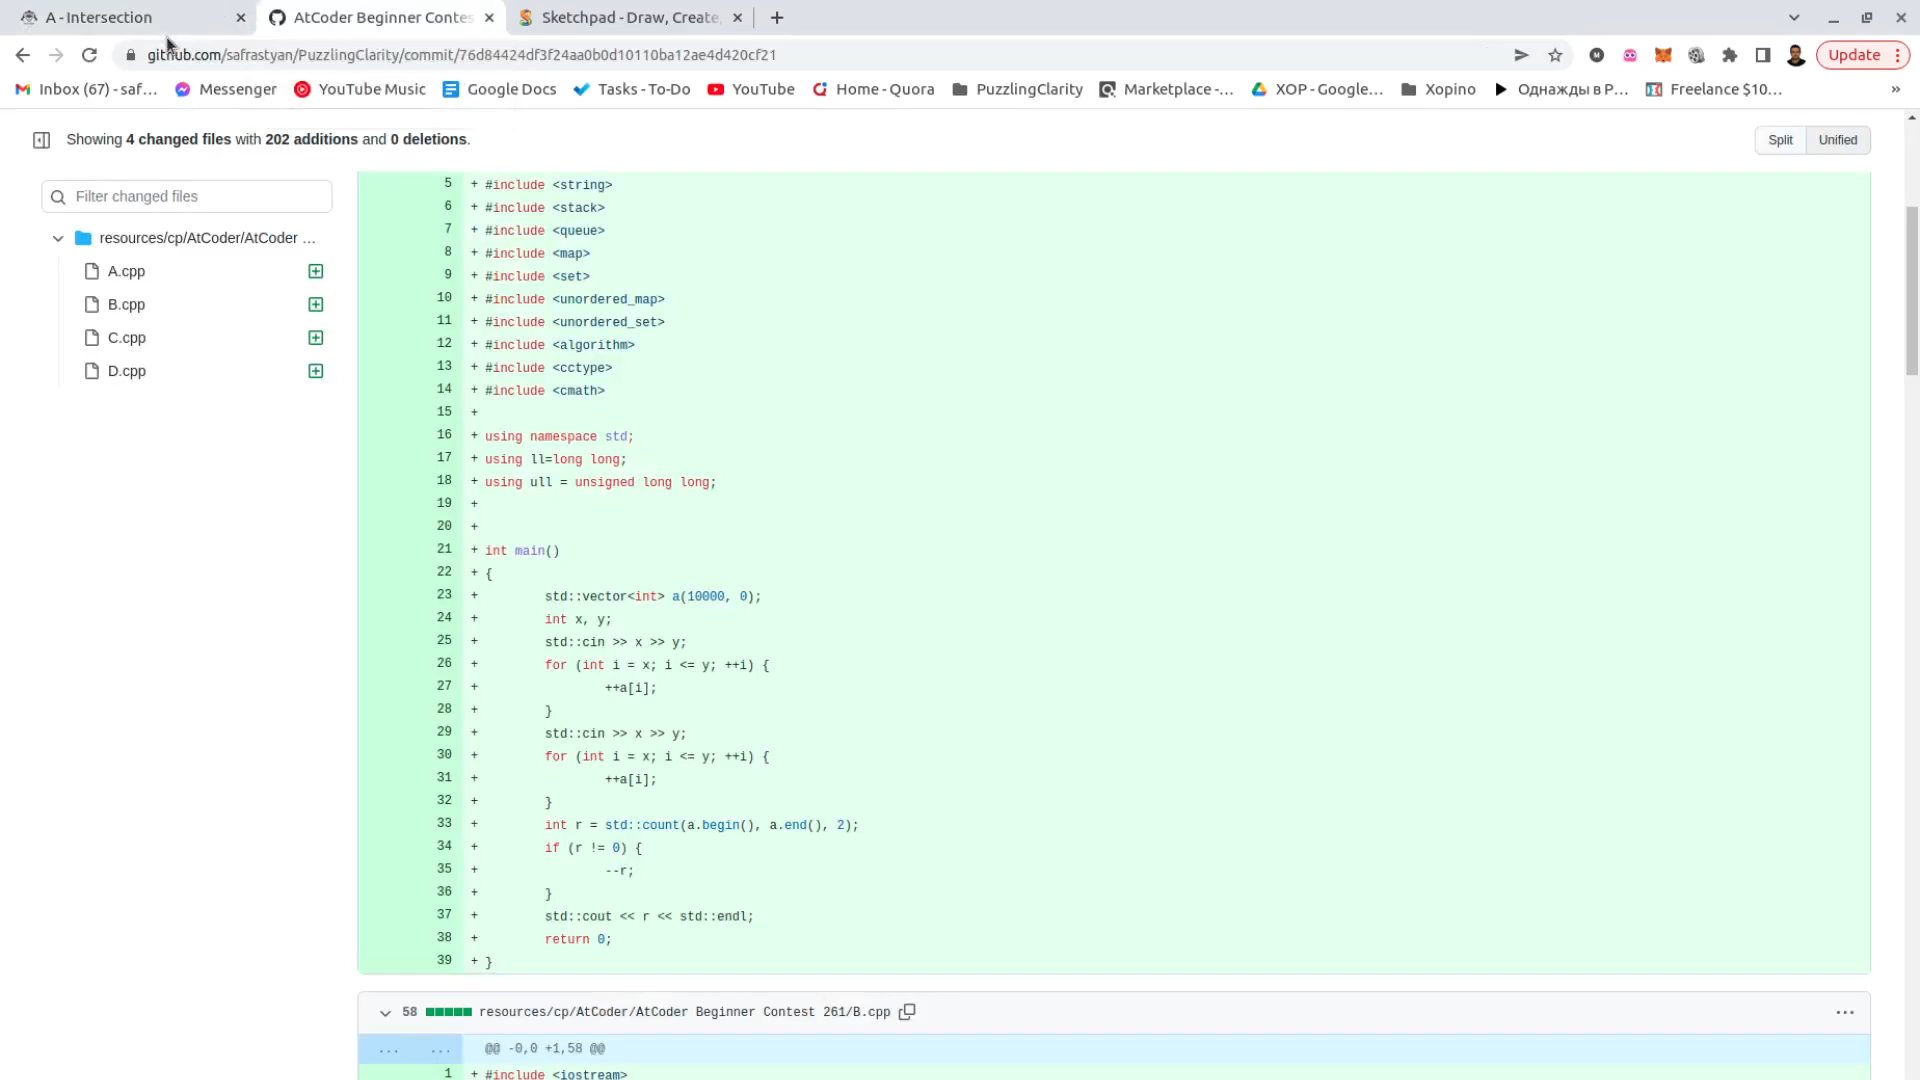 A - Intersection
AtCoder Beginner Contes
Sketchpad - Draw, Create,
github.com/safrastyan/PuzzlingClarity/commit/76d84424df3f24aa0b0d10110ba12ae4d420cf21
Update
Inbox (67) - saf...
Messenger
YouTube Music
Google Docs
Tasks - To-Do
YouTube
Home - Quora
PuzzlingClarity
Marketplace -...
XOP - Google...
Xopino
Однажды в Р...
Freelance $10...
»
Showing 4 changed files with 202 additions and 0 deletions.
Split
Unified
Filter changed files
resources/cp/AtCoder/AtCoder ...
A.cpp
B.cpp
C.cpp
D.cpp
5 + #include <string>
6 + #include <stack>
7 + #include <queue>
8 + #include <map>
9 + #include <set>
10 + #include <unordered_map>
11 + #include <unordered_set>
12 + #include <algorithm>
13 + #include <cctype>
14 + #include <cmath>
15 +
16 + using namespace std;
17 + using ll=long long;
18 + using ull = unsigned long long;
19 +
20 +
21 + int main()
22 + {
23 + std::vector<int> a(10000, 0);
24 + int x, y;
25 + std::cin >> x >> y;
26 + for (int i = x; i <= y; ++i) {
27 + ++a[i];
28 + }
29 + std::cin >> x >> y;
30 + for (int i = x; i <= y; ++i) {
31 + ++a[i];
32 + }
33 + int r = std::count(a.begin(), a.end(), 2);
34 + if (r != 0) {
35 + --r;
36 + }
37 + std::cout << r << std::endl;
38 + return 0;
39 + }
58 resources/cp/AtCoder/AtCoder Beginner Contest 261/B.cpp
... ... @@ -0,0 +1,58 @@
1 + #include <iostream>